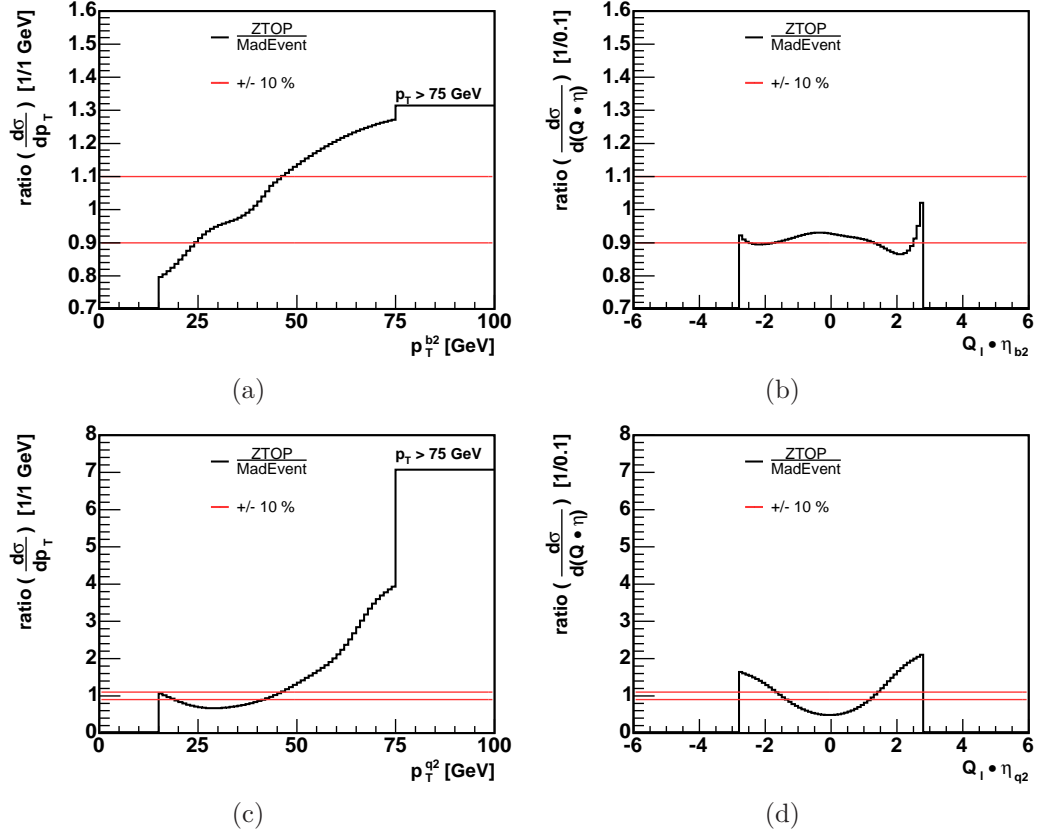 ratio ( dσ/dp_T ) [1/1 GeV]
1.6
1.5
1.4
1.3
1.2
1.1
1
0.9
0.8
0.7
ZTOP
MadEvent
+/- 10 %
p_T > 75 GeV
0 25 50 75 100
p_T^b2 [GeV]
(a)
ratio ( dσ/d(Q • η) ) [1/0.1]
1.6
1.5
1.4
1.3
1.2
1.1
1
0.9
0.8
0.7
ZTOP
MadEvent
+/- 10 %
-6 -4 -2 0 2 4 6
Q_l • η_b2
(b)
ratio ( dσ/dp_T ) [1/1 GeV]
8
7
6
5
4
3
2
1
0
ZTOP
MadEvent
+/- 10 %
p_T > 75 GeV
0 25 50 75 100
p_T^q2 [GeV]
(c)
ratio ( dσ/d(Q • η) ) [1/0.1]
8
7
6
5
4
3
2
1
0
ZTOP
MadEvent
+/- 10 %
-6 -4 -2 0 2 4 6
Q_l • η_q2
(d)